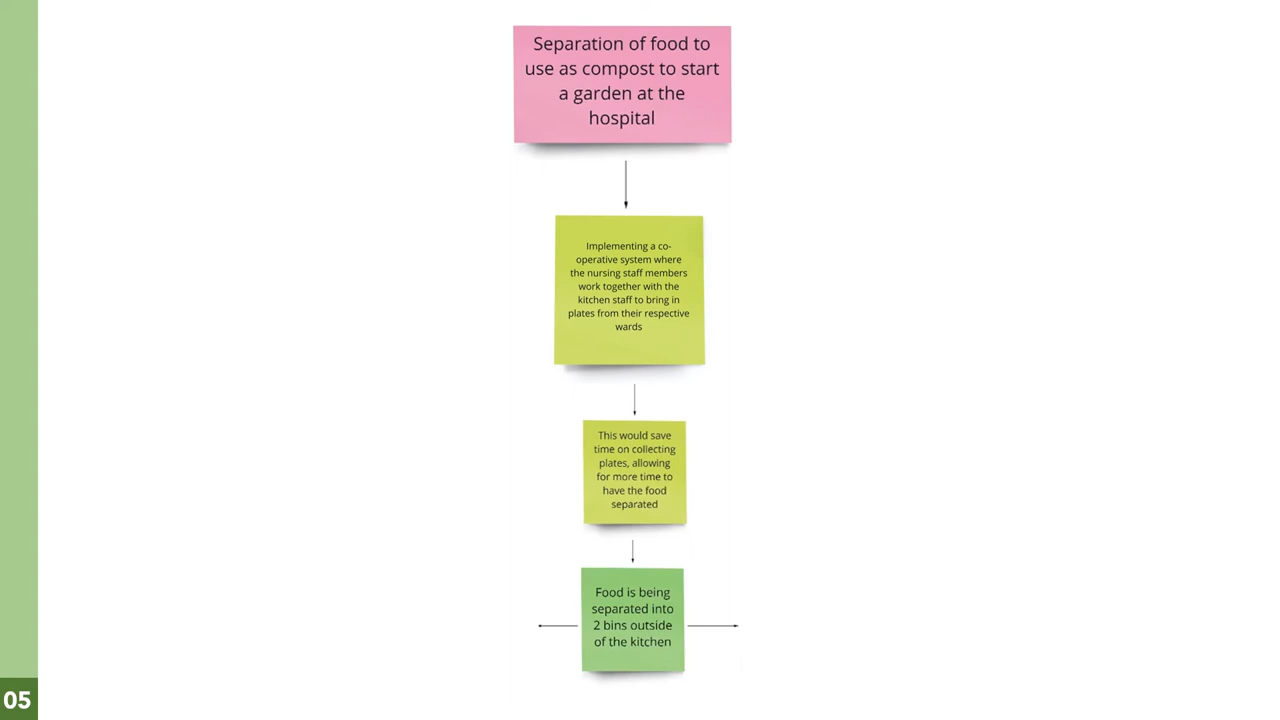 Separation of food to
use as compost to start
a garden at the
hospital
Implementing a co-
operative system where
the nursing staff members
work together with the
kitchen staff to bring in
plates from their respective
wards
This would save
time on collecting
plates, allowing
for more time to
have the food
separated
Food is being
separated into
2 bins outside
of the kitchen
05